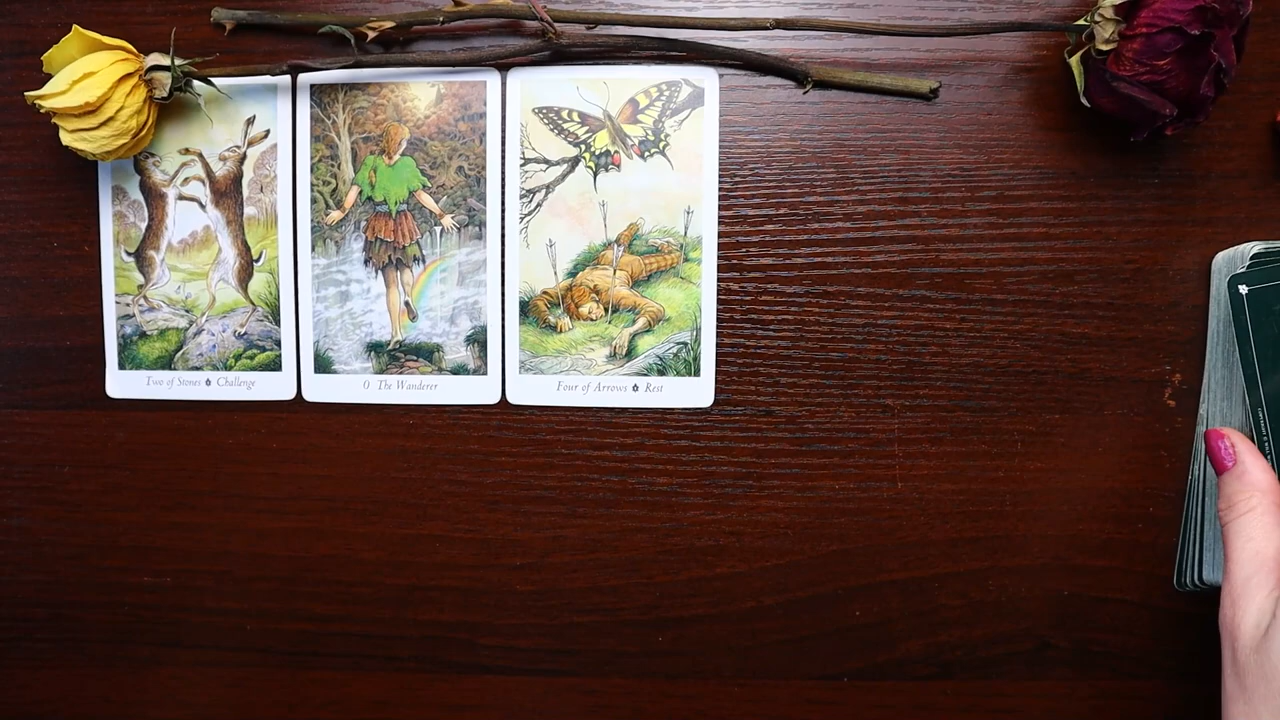 Two of Stones Challenge
0 The Wanderer
Four of Arrows Rest